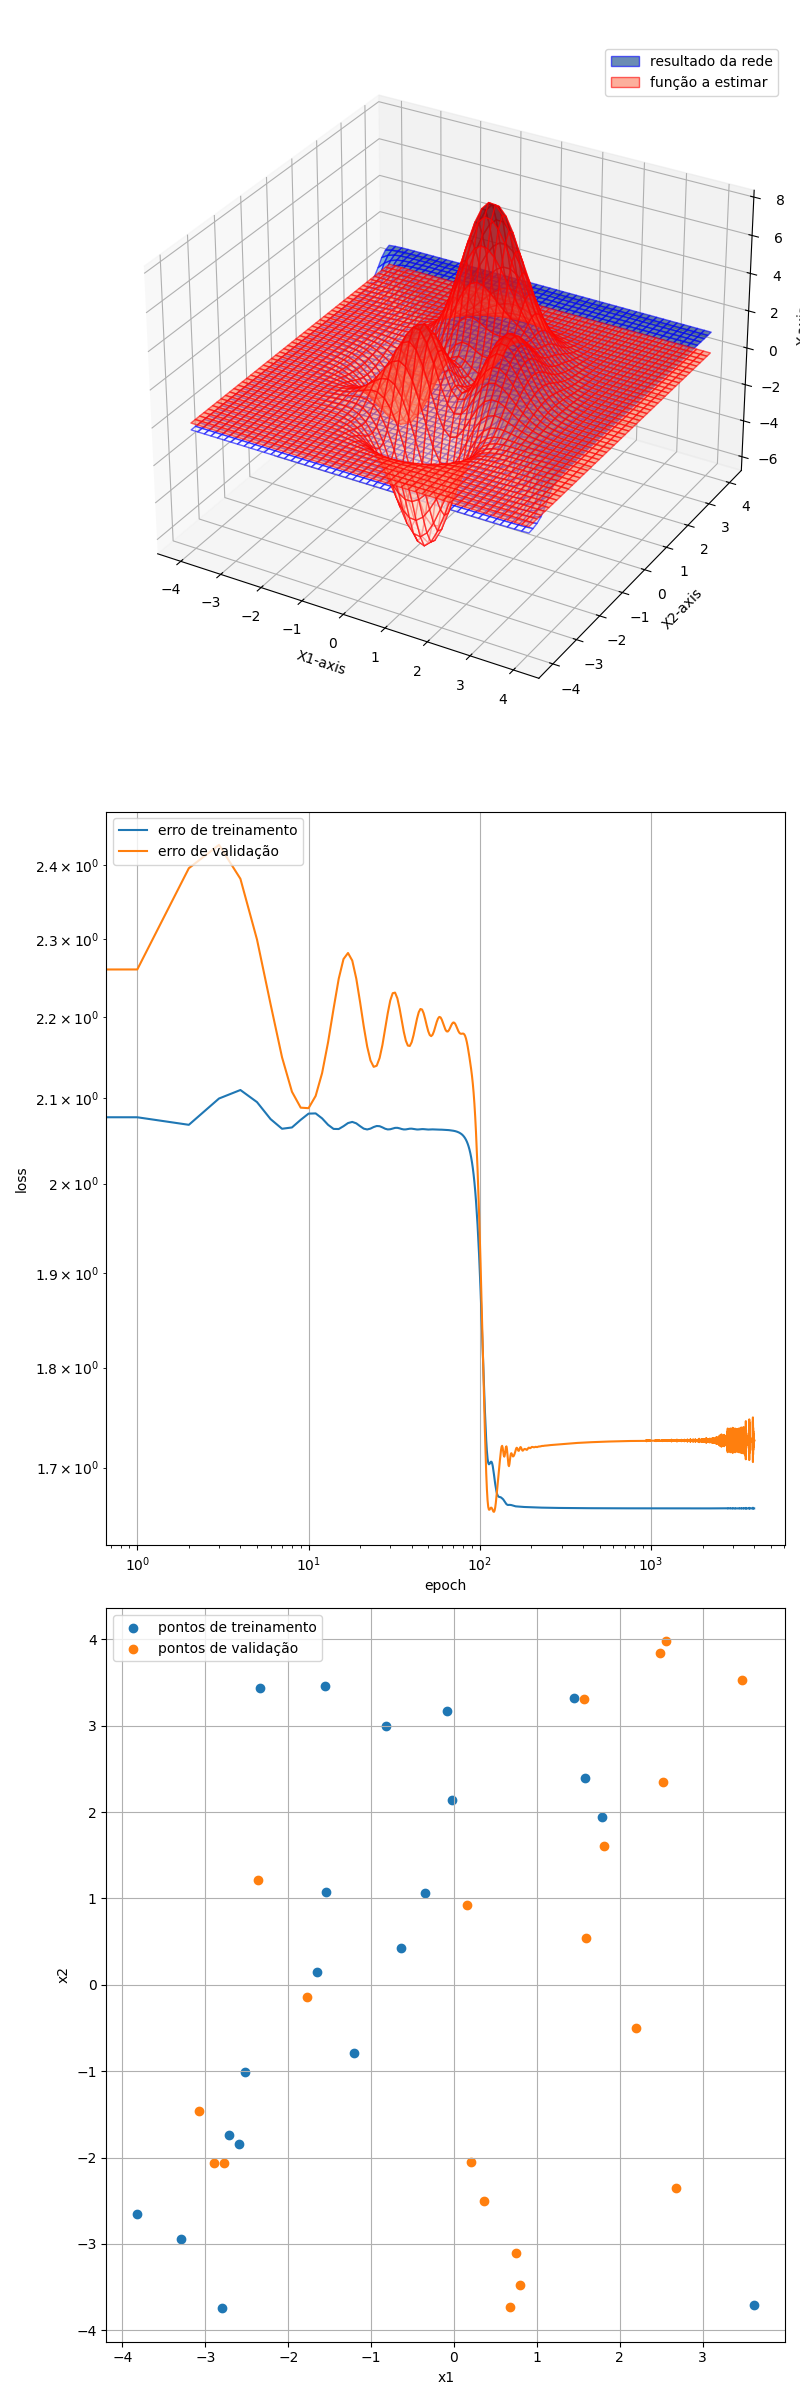 resultado da rede
função a estimar
8
6
4
2
0
−2
−4
−6
4
3
2
1
0
−1
−2
−3
−4
X2-axis
−4
−3
−2
−1
0
1
2
3
4
X1-axis
erro de treinamento
erro de validação
2.4 × 10⁰
2.3 × 10⁰
2.2 × 10⁰
2.1 × 10⁰
2 × 10⁰
1.9 × 10⁰
1.8 × 10⁰
1.7 × 10⁰
loss
10⁰ 10¹ 10² 10³
epoch
pontos de treinamento
pontos de validação
4
3
2
1
0
−1
−2
−3
−4
x2
−4 −3 −2 −1 0 1 2 3
x1